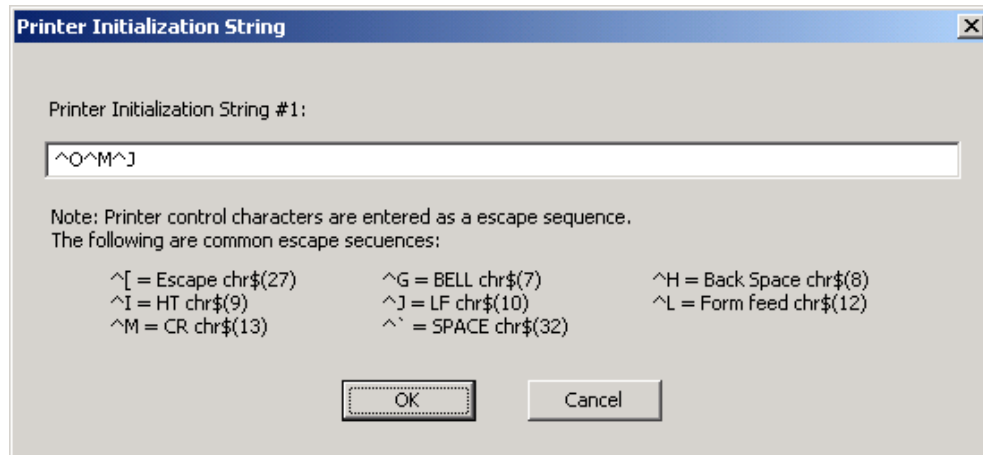 Printer Initialization String
Printer Initialization String #1:
^O^M^J
Note: Printer control characters are entered as a escape sequence.
The following are common escape secuences:
^[ = Escape chr$(27) ^G = BELL chr$(7) ^H = Back Space chr$(8)
^I = HT chr$(9) ^J = LF chr$(10) ^L = Form feed chr$(12)
^M = CR chr$(13) ^` = SPACE chr$(32)
OK Cancel